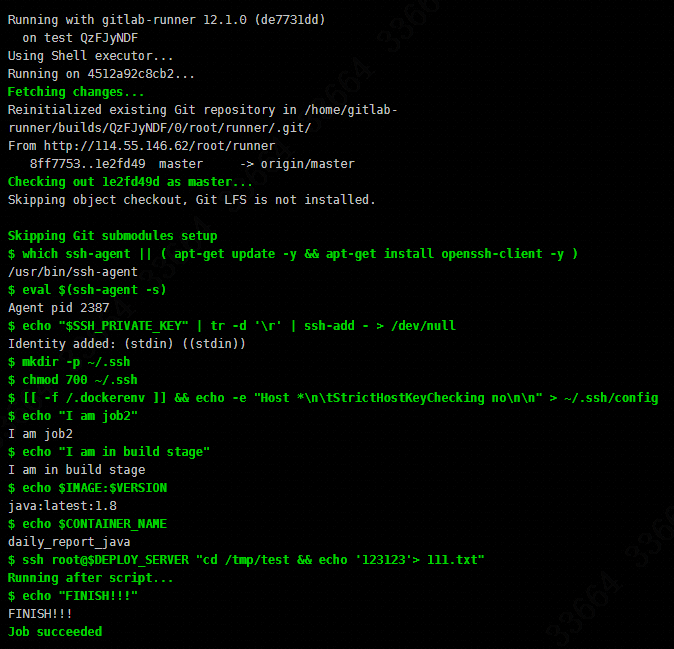 Running with gitlab-runner 12.1.0 (de7731dd)
on test QzFJyNDF
Using Shell executor...
Running on 4512a92c8cb2...
Fetching changes...
Reinitialized existing Git repository in /home/gitlab-
runner/builds/QzFJyNDF/0/root/runner/.git/
From http://114.55.146.62/root/runner
8ff7753..1e2fd49  master     -> origin/master
Checking out 1e2fd49d as master...
Skipping object checkout, Git LFS is not installed.
Skipping Git submodules setup
$ which ssh-agent || ( apt-get update -y && apt-get install openssh-client -y )
/usr/bin/ssh-agent
$ eval $(ssh-agent -s)
Agent pid 2387
$ echo "$SSH_PRIVATE_KEY" | tr -d '\r' | ssh-add - > /dev/null
Identity added: (stdin) ((stdin))
$ mkdir -p ~/.ssh
$ chmod 700 ~/.ssh
$ [[ -f /.dockerenv ]] && echo -e "Host *\n\tStrictHostKeyChecking no\n\n" > ~/.ssh/config
$ echo "I am job2"
I am job2
$ echo "I am in build stage"
I am in build stage
$ echo $IMAGE:$VERSION
java:latest:1.8
$ echo $CONTAINER_NAME
daily_report_java
$ ssh root@$DEPLOY_SERVER "cd /tmp/test && echo '123123'> 111.txt"
Running after script...
$ echo "FINISH!!!"
FINISH!!!
Job succeeded